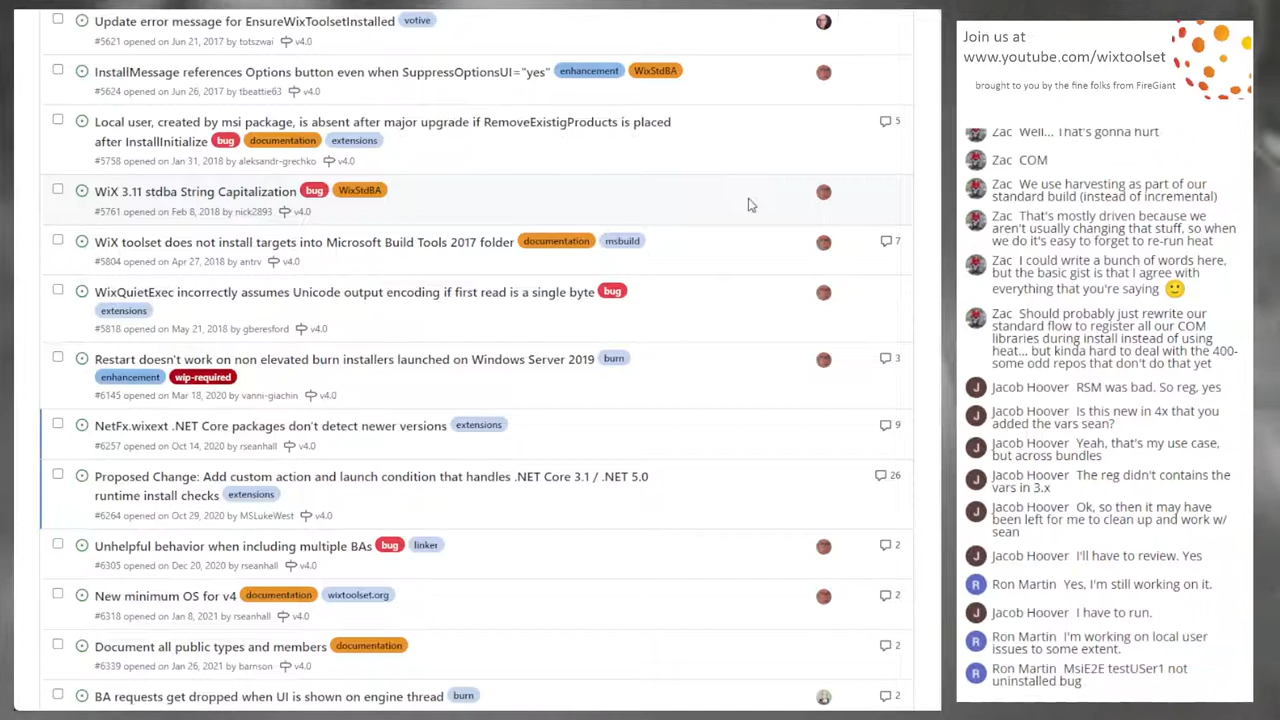 Update error message for EnsureWixToolsetInstalled votive
#5621 opened on Jun 21, 2017 by totszwai v4.0
InstallMessage references Options button even when SuppressOptionsUI="yes" enhancement WixStdBA
#5624 opened on Jun 26, 2017 by tbeattie63 v4.0
Local user, created by msi package, is absent after major upgrade if RemoveExistigProducts is placed
after InstallInitialize bug documentation extensions
5
#5758 opened on Jan 31, 2018 by aleksandr-grechko v4.0
WiX 3.11 stdba String Capitalization bug WixStdBA
#5761 opened on Feb 8, 2018 by nick2893 v4.0
WiX toolset does not install targets into Microsoft Build Tools 2017 folder documentation msbuild 7
#5804 opened on Apr 27, 2018 by antrv v4.0
WixQuietExec incorrectly assumes Unicode output encoding if first read is a single byte bug
extensions
#5818 opened on May 21, 2018 by gberesford v4.0
Restart doesn't work on non elevated burn installers launched on Windows Server 2019 burn 3
enhancement wip-required
#6145 opened on Mar 18, 2020 by vanni-giachin v4.0
NetFx.wixext .NET Core packages don't detect newer versions extensions 9
#6257 opened on Oct 14, 2020 by rseanhall v4.0
Proposed Change: Add custom action and launch condition that handles .NET Core 3.1 / .NET 5.0 26
runtime install checks extensions
#6264 opened on Oct 29, 2020 by MSLukeWest v4.0
Unhelpful behavior when including multiple BAs bug linker 2
#6305 opened on Dec 20, 2020 by rseanhall v4.0
New minimum OS for v4 documentation wixtoolset.org 2
#6318 opened on Jan 8, 2021 by rseanhall v4.0
Document all public types and members documentation 2
#6339 opened on Jan 26, 2021 by barnson v4.0
BA requests get dropped when UI is shown on engine thread burn 2
Join us at
www.youtube.com/wixtoolset
brought to you by the fine folks from FireGiant
Zac Well... That's gonna hurt
Zac COM
Zac We use harvesting as part of our
standard build (instead of incremental)
Zac That's mostly driven because we
aren't usually changing that stuff, so when
we do it's easy to forget to re-run heat
Zac I could write a bunch of words here,
but the basic gist is that I agree with
everything that you're saying 🙂
Zac Should probably just rewrite our
standard flow to register all our COM
libraries during install instead of using
heat... but kinda hard to deal with the 400-
some odd repos that don't do that yet
J Jacob Hoover RSM was bad. So reg, yes
J Jacob Hoover Is this new in 4x that you
added the vars sean?
J Jacob Hoover Yeah, that's my use case,
but across bundles
J Jacob Hoover The reg didn't contains the
vars in 3.x
J Jacob Hoover Ok, so then it may have
been left for me to clean up and work w/
sean
J Jacob Hoover I'll have to review. Yes
R Ron Martin Yes, I'm still working on it.
J Jacob Hoover I have to run.
R Ron Martin I'm working on local user
issues to some extent.
R Ron Martin MsiE2E testUSer1 not
uninstalled bug